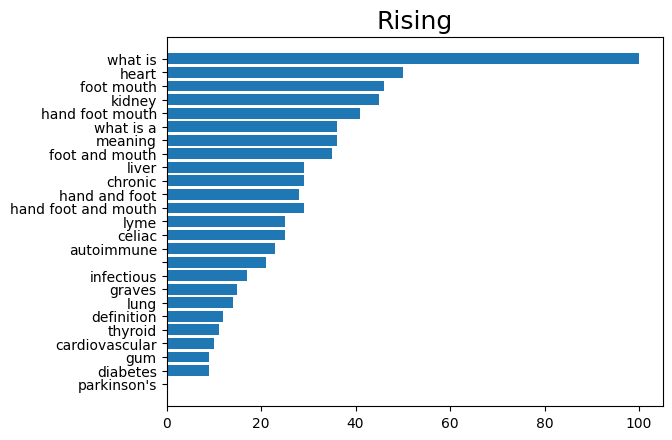 Rising
what is
heart
foot mouth
kidney
hand foot mouth
what is a
meaning
foot and mouth
liver
chronic
hand and foot
hand foot and mouth
lyme
celiac
autoimmune
infectious
graves
lung
definition
thyroid
cardiovascular
gum
diabetes
parkinson's
0 20 40 60 80 100